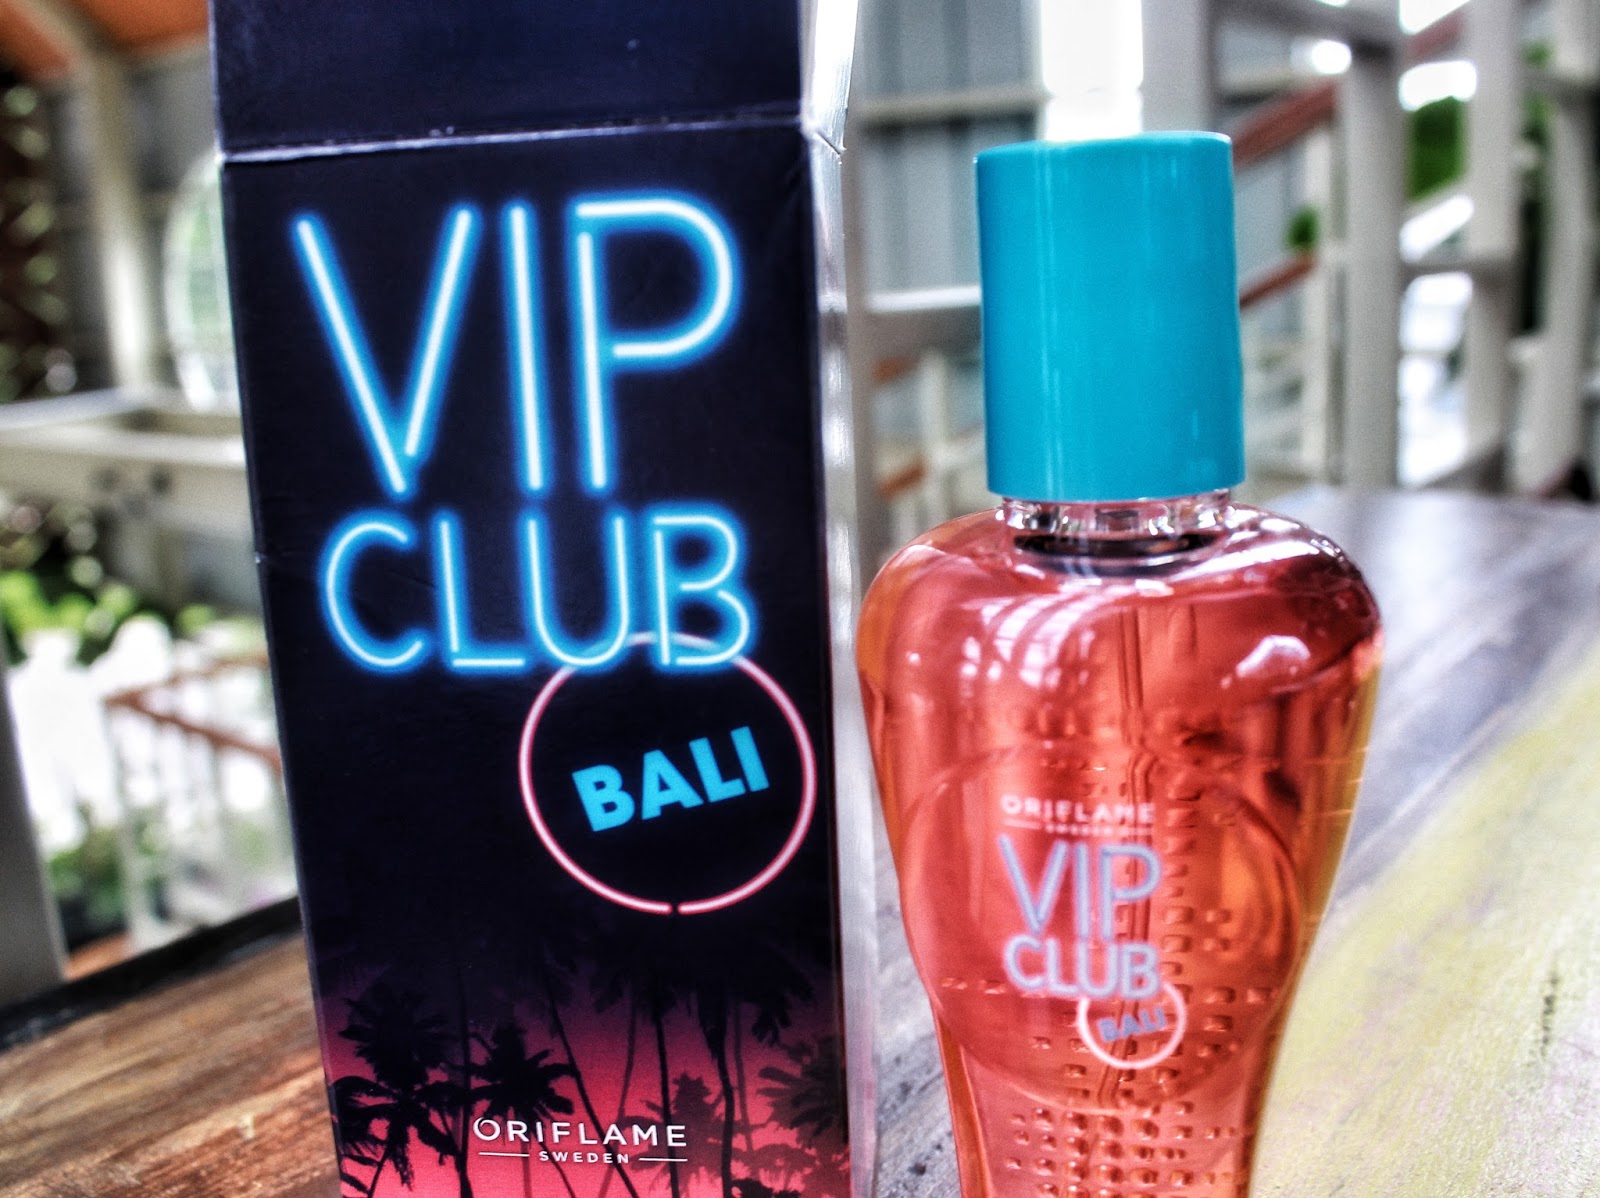 VIP
CLUB
BALI
ORIFLAME
SWEDEN
ORIFLAME
SWEDEN
VIP
CLUB
BALI